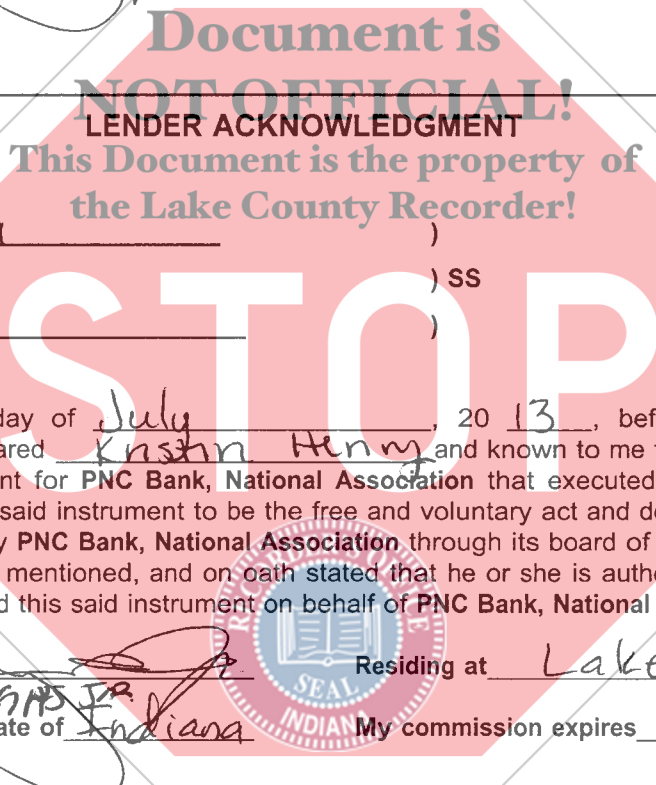 Document is
NOT OFFICIAL!
LENDER ACKNOWLEDGMENT
This Document is the property of
the Lake County Recorder!
)
) SS
)
STOP
day of July, 20 13, bef
ared Kristin Henry and known to me
nt for PNC Bank, National Association that executed
said instrument to be the free and voluntary act and d
y PNC Bank, National Association through its board of
mentioned, and on oath stated that he or she is autho
d this said instrument on behalf of PNC Bank, National
Residing at Lake
ate of Indiana My commission expires
RECORDER'S OFFICE
SEAL
INDIANA